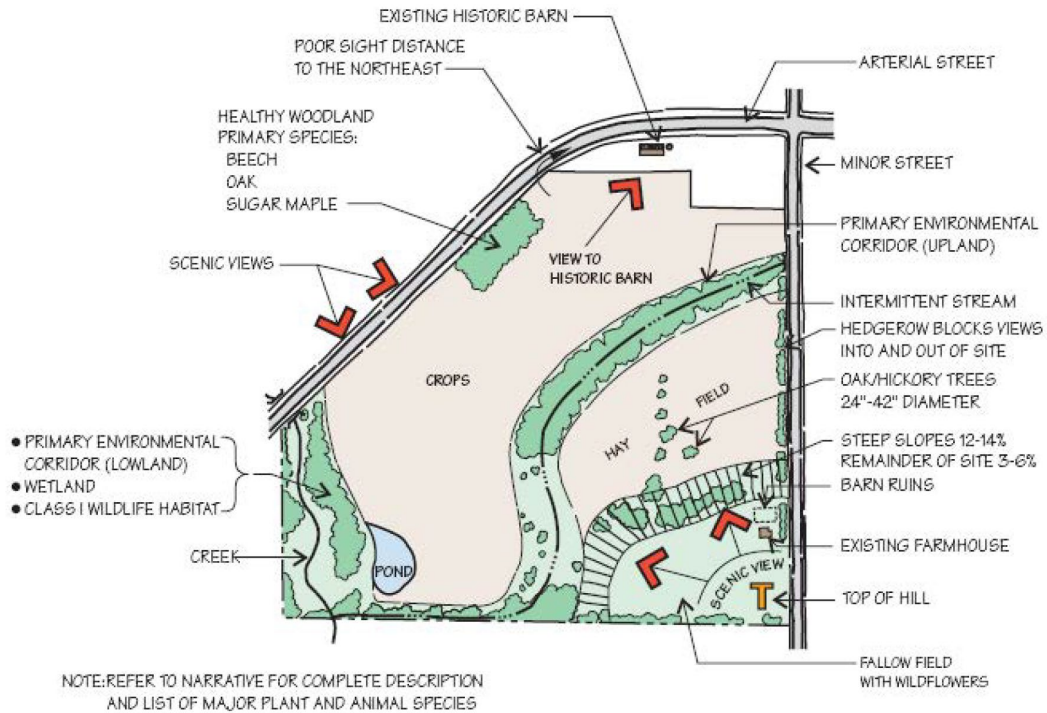 EXISTING HISTORIC BARN
POOR SIGHT DISTANCE
TO THE NORTHEAST
ARTERIAL STREET
HEALTHY WOODLAND
PRIMARY SPECIES:
BEECH
OAK
SUGAR MAPLE
MINOR STREET
PRIMARY ENVIRONMENTAL
CORRIDOR (UPLAND)
SCENIC VIEWS
VIEW TO
HISTORIC BARN
INTERMITTENT STREAM
HEDGEROW BLOCKS VIEWS
INTO AND OUT OF SITE
CROPS
OAK/HICKORY TREES
24"-42" DIAMETER
HAY FIELD
• PRIMARY ENVIRONMENTAL
CORRIDOR (LOWLAND)
• WETLAND
• CLASS I WILDLIFE HABITAT
STEEP SLOPES 12-14%
REMAINDER OF SITE 3-6%
BARN RUINS
CREEK
POND
EXISTING FARMHOUSE
SCENIC VIEW
T
TOP OF HILL
FALLOW FIELD
WITH WILDFLOWERS
NOTE:REFER TO NARRATIVE FOR COMPLETE DESCRIPTION
AND LIST OF MAJOR PLANT AND ANIMAL SPECIES